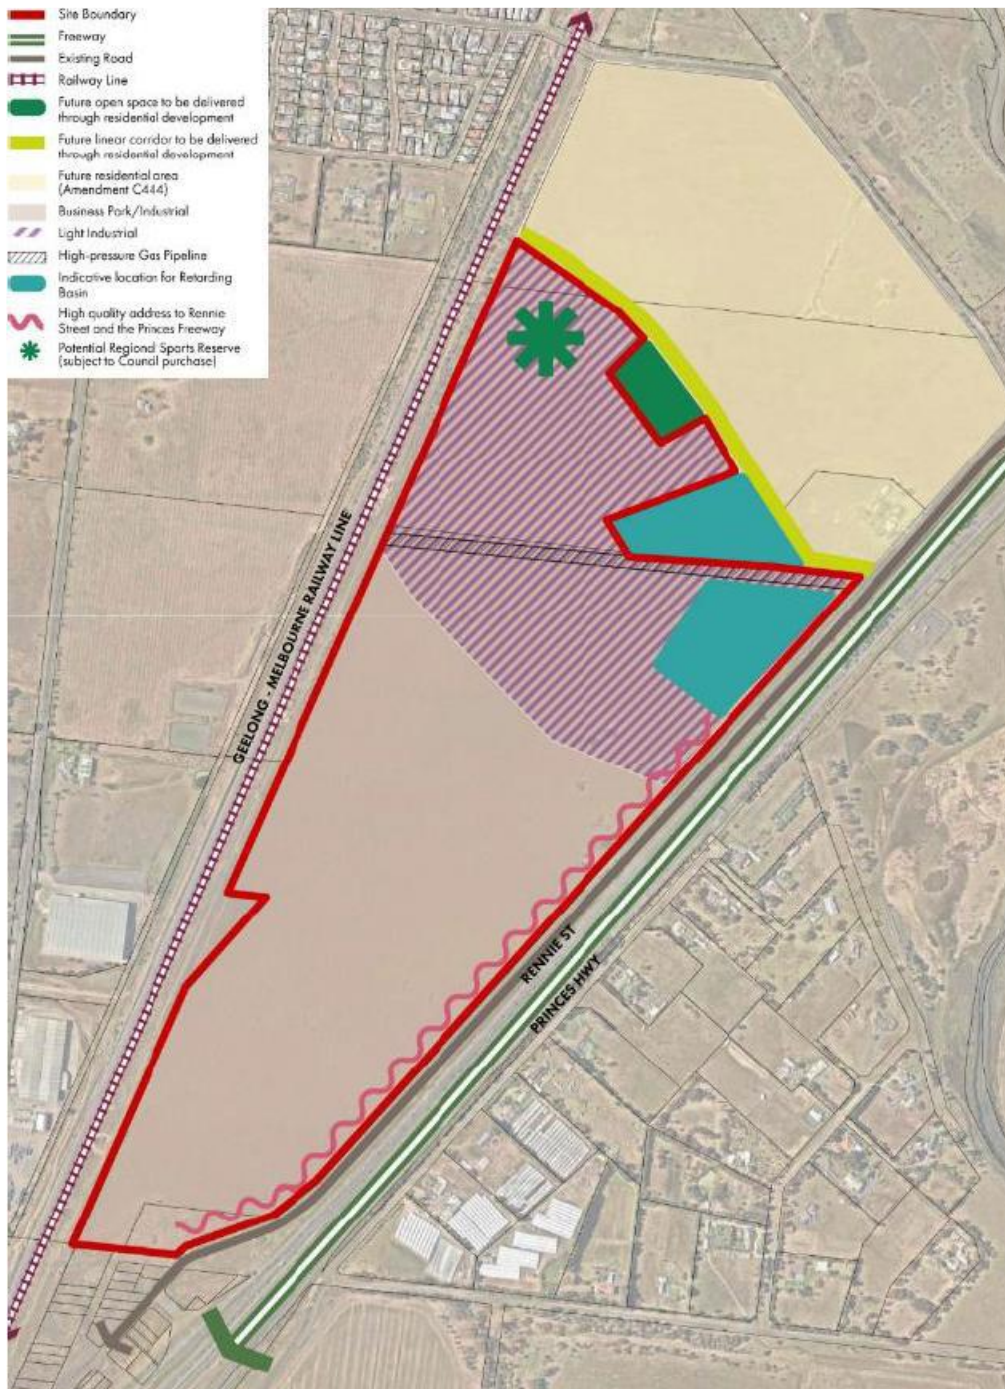 Site Boundary
Freeway
Existing Road
Railway Line
Future open space to be delivered
through residential development
Future linear corridor to be delivered
through residential development
Future residential area
(Amendment C444)
Business Park/Industrial
Light Industrial
High-pressure Gas Pipeline
Indicative location for Retarding
Basin
High quality address to Rennie
Street and the Princes Freeway
Potential Regional Sports Reserve
(subject to Council purchase)
GEELONG - MELBOURNE RAILWAY LINE
RENNIE ST
PRINCES HWY